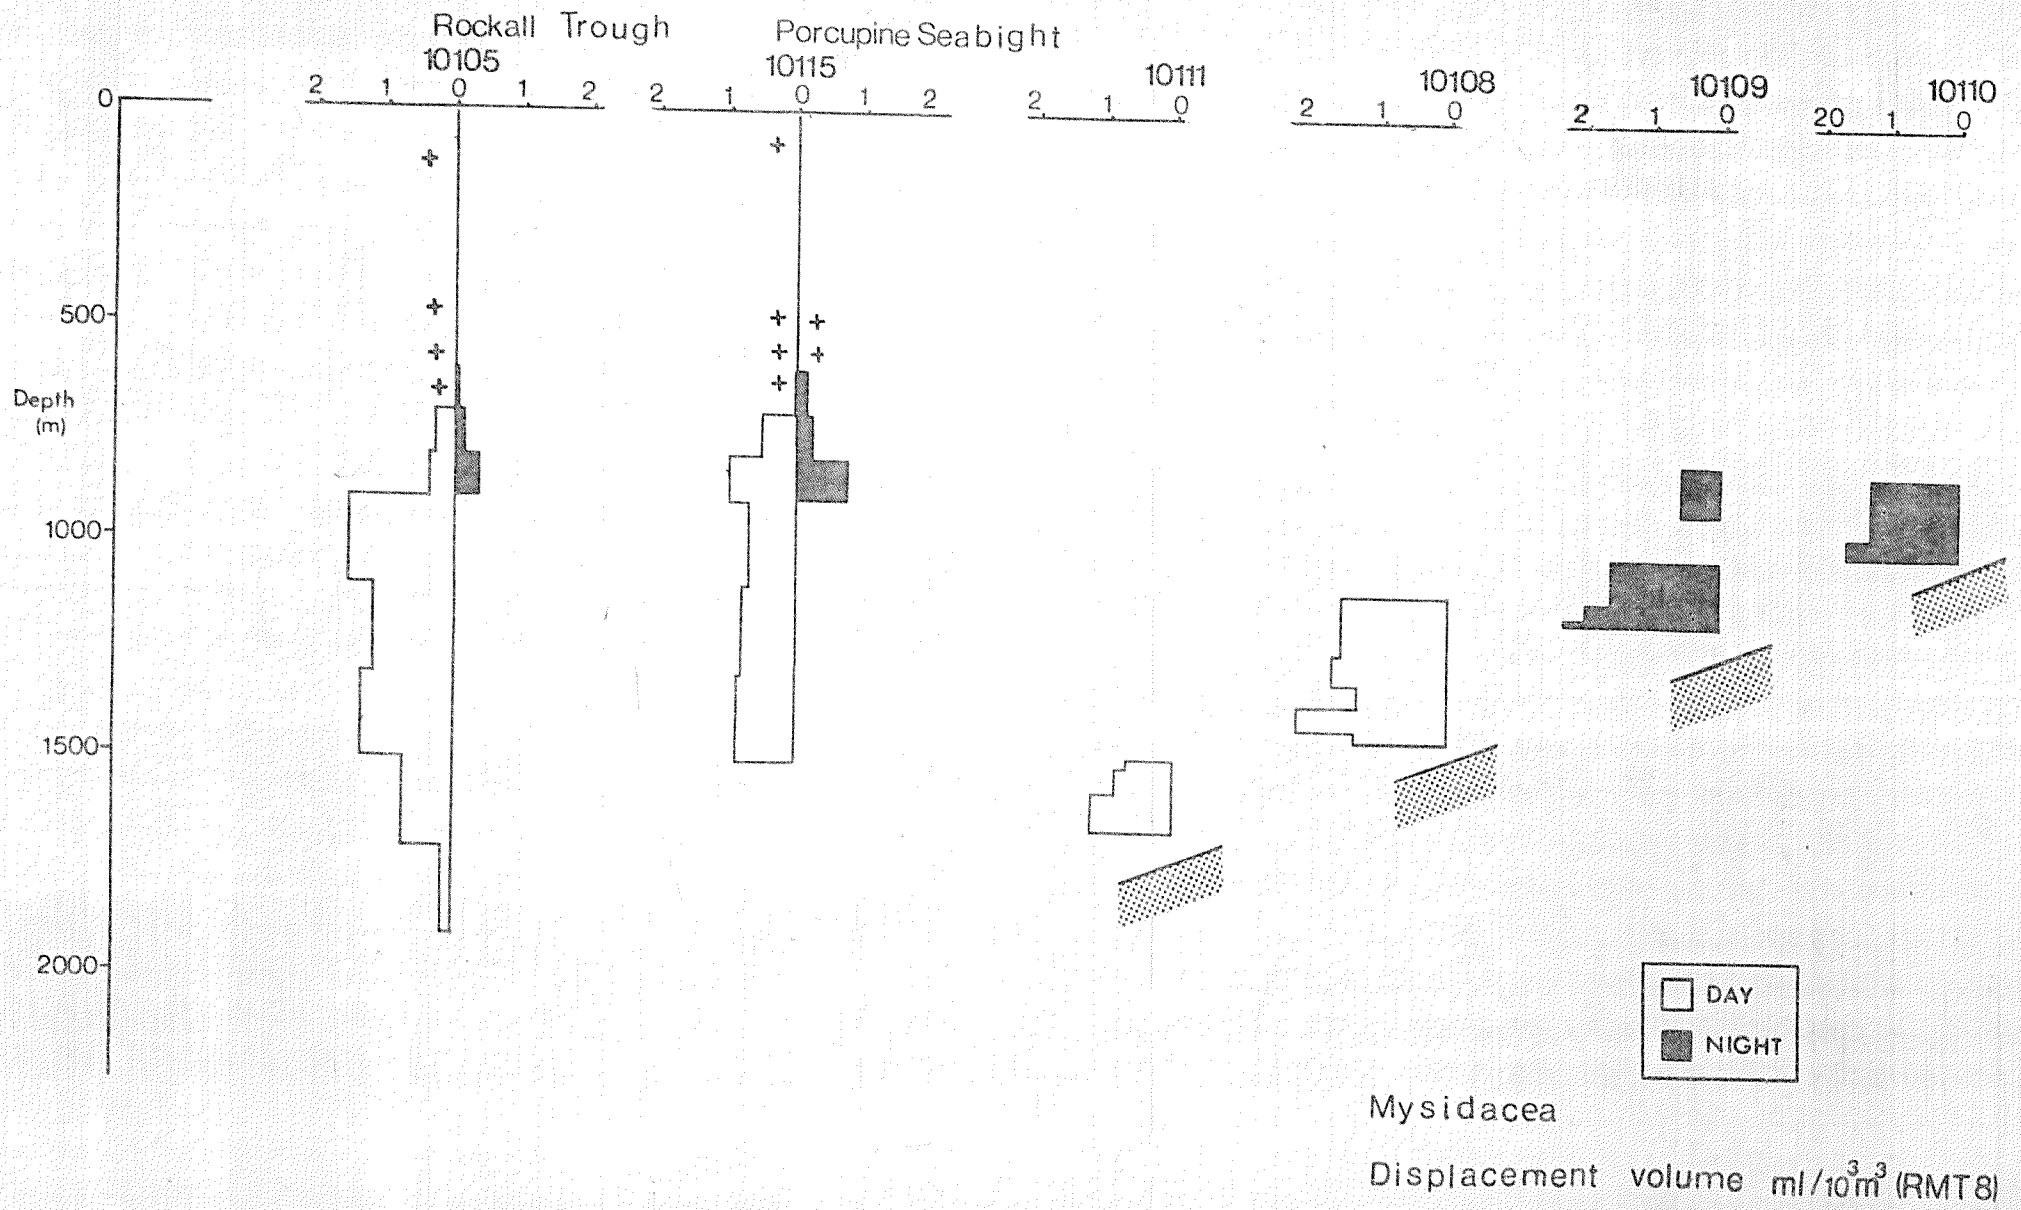 Rockall Trough
Porcupine Seabight
10105
10115
10111
10108
10109
10110
2 1 0 1 2
2 1 0 1 2
2 1 0
2 1 0
2 1 0
20 1 0
0
500
Depth
(m)
1000
1500
2000
DAY
NIGHT
Mysidacea
Displacement volume ml/10³m³ (RMT8)